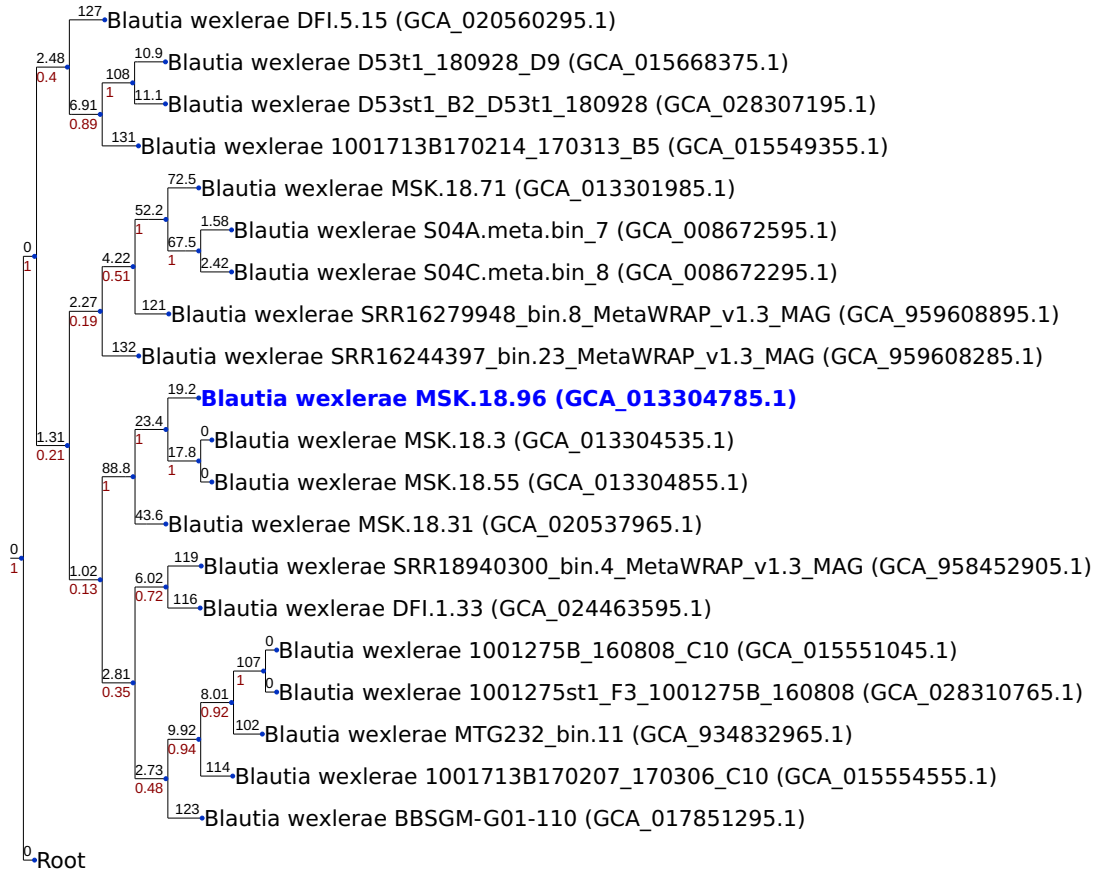 127 Blautia wexlerae DFI.5.15 (GCA_020560295.1)
10.9 Blautia wexlerae D53t1_180928_D9 (GCA_015668375.1)
2.48
0.4
108
1
11.1 Blautia wexlerae D53st1_B2_D53t1_180928 (GCA_028307195.1)
6.91
0.89
131 Blautia wexlerae 1001713B170214_170313_B5 (GCA_015549355.1)
72.5 Blautia wexlerae MSK.18.71 (GCA_013301985.1)
52.2
1
1.58 Blautia wexlerae S04A.meta.bin_7 (GCA_008672595.1)
0
1
67.5
1
4.22
0.51
2.42 Blautia wexlerae S04C.meta.bin_8 (GCA_008672295.1)
2.27
0.19
121 Blautia wexlerae SRR16279948_bin.8_MetaWRAP_v1.3_MAG (GCA_959608895.1)
132 Blautia wexlerae SRR16244397_bin.23_MetaWRAP_v1.3_MAG (GCA_959608285.1)
19.2 Blautia wexlerae MSK.18.96 (GCA_013304785.1)
23.4
1
0 Blautia wexlerae MSK.18.3 (GCA_013304535.1)
1.31
0.21
17.8
1
88.8
1
0 Blautia wexlerae MSK.18.55 (GCA_013304855.1)
43.6 Blautia wexlerae MSK.18.31 (GCA_020537965.1)
0
1
119 Blautia wexlerae SRR18940300_bin.4_MetaWRAP_v1.3_MAG (GCA_958452905.1)
1.02
0.13
6.02
0.72
116 Blautia wexlerae DFI.1.33 (GCA_024463595.1)
0 Blautia wexlerae 1001275B_160808_C10 (GCA_015551045.1)
107
1
2.81
0.35
0 Blautia wexlerae 1001275st1_F3_1001275B_160808 (GCA_028310765.1)
8.01
0.92
102 Blautia wexlerae MTG232_bin.11 (GCA_934832965.1)
9.92
0.94
114 Blautia wexlerae 1001713B170207_170306_C10 (GCA_015554555.1)
2.73
0.48
123 Blautia wexlerae BBSGM-G01-110 (GCA_017851295.1)
0 Root